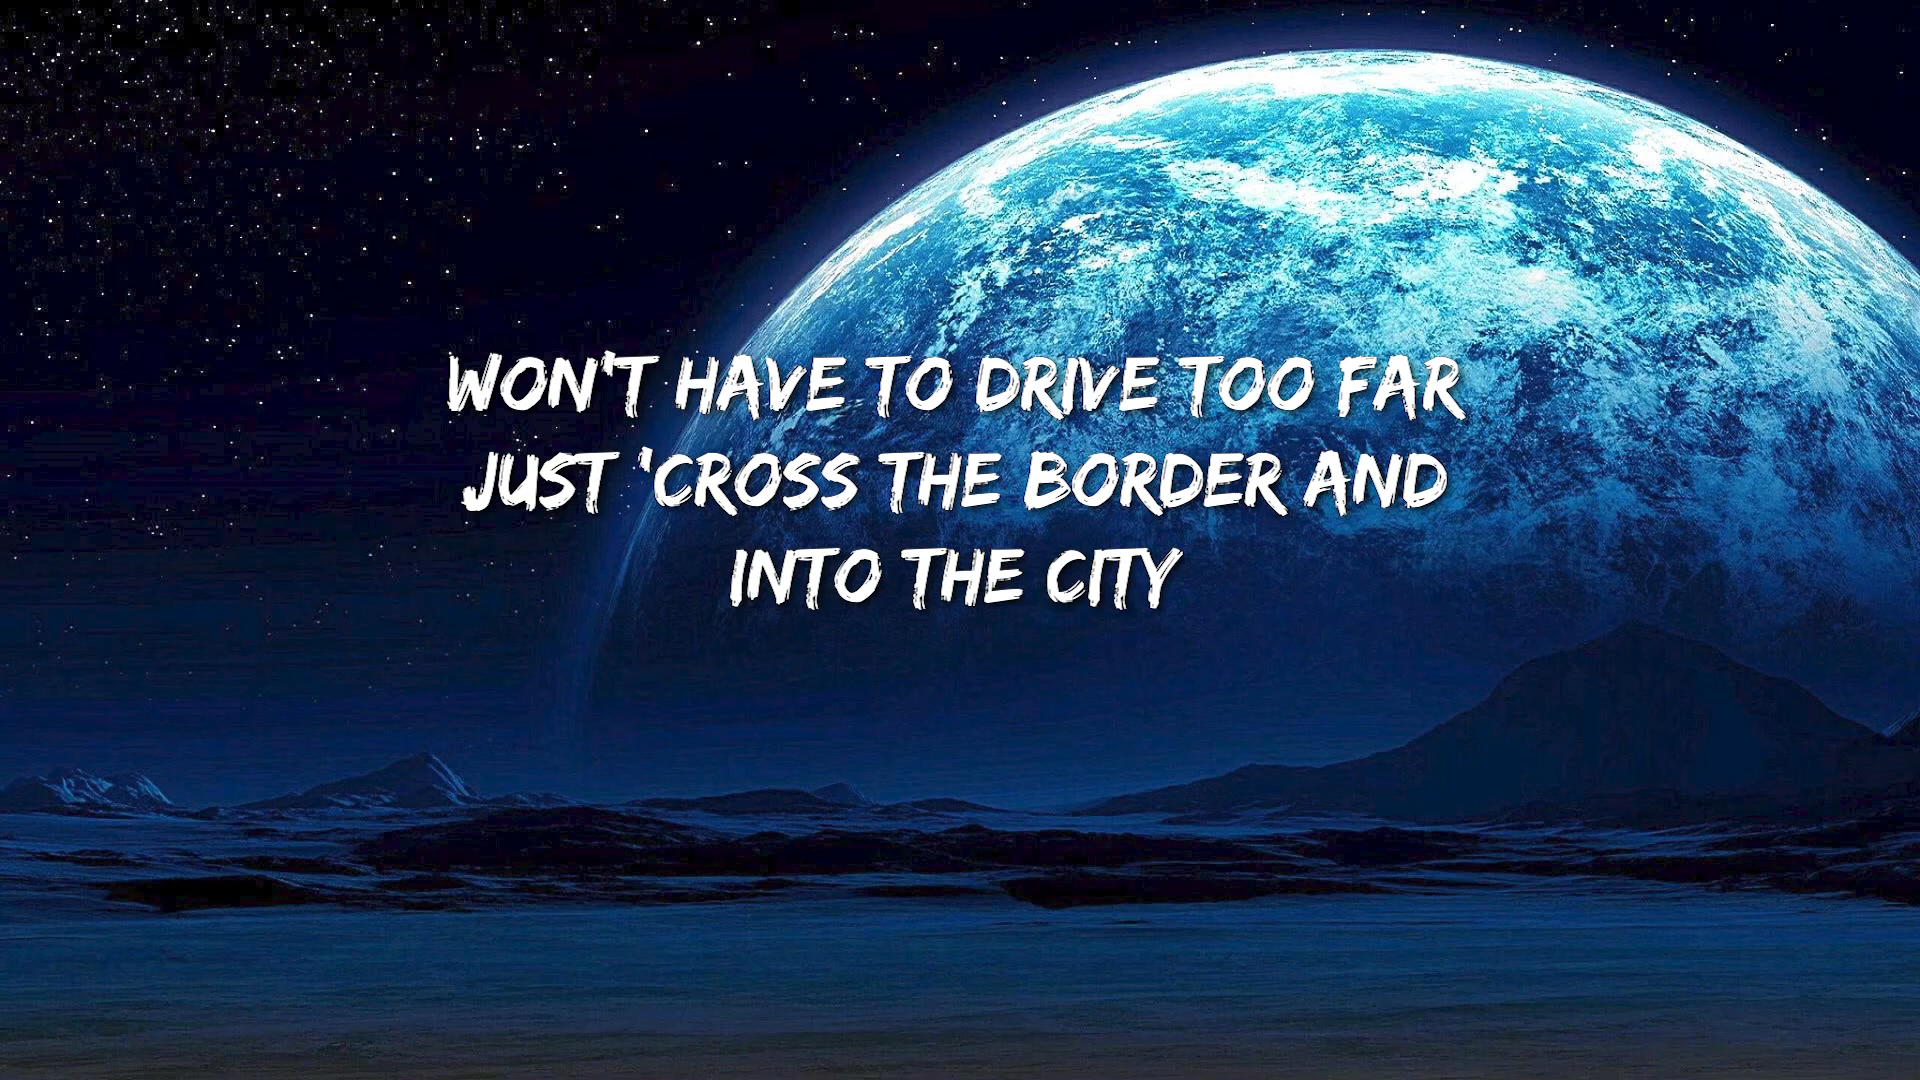 WON'T HAVE TO DRIVE TOO FAR
JUST 'CROSS THE BORDER AND
INTO THE CITY